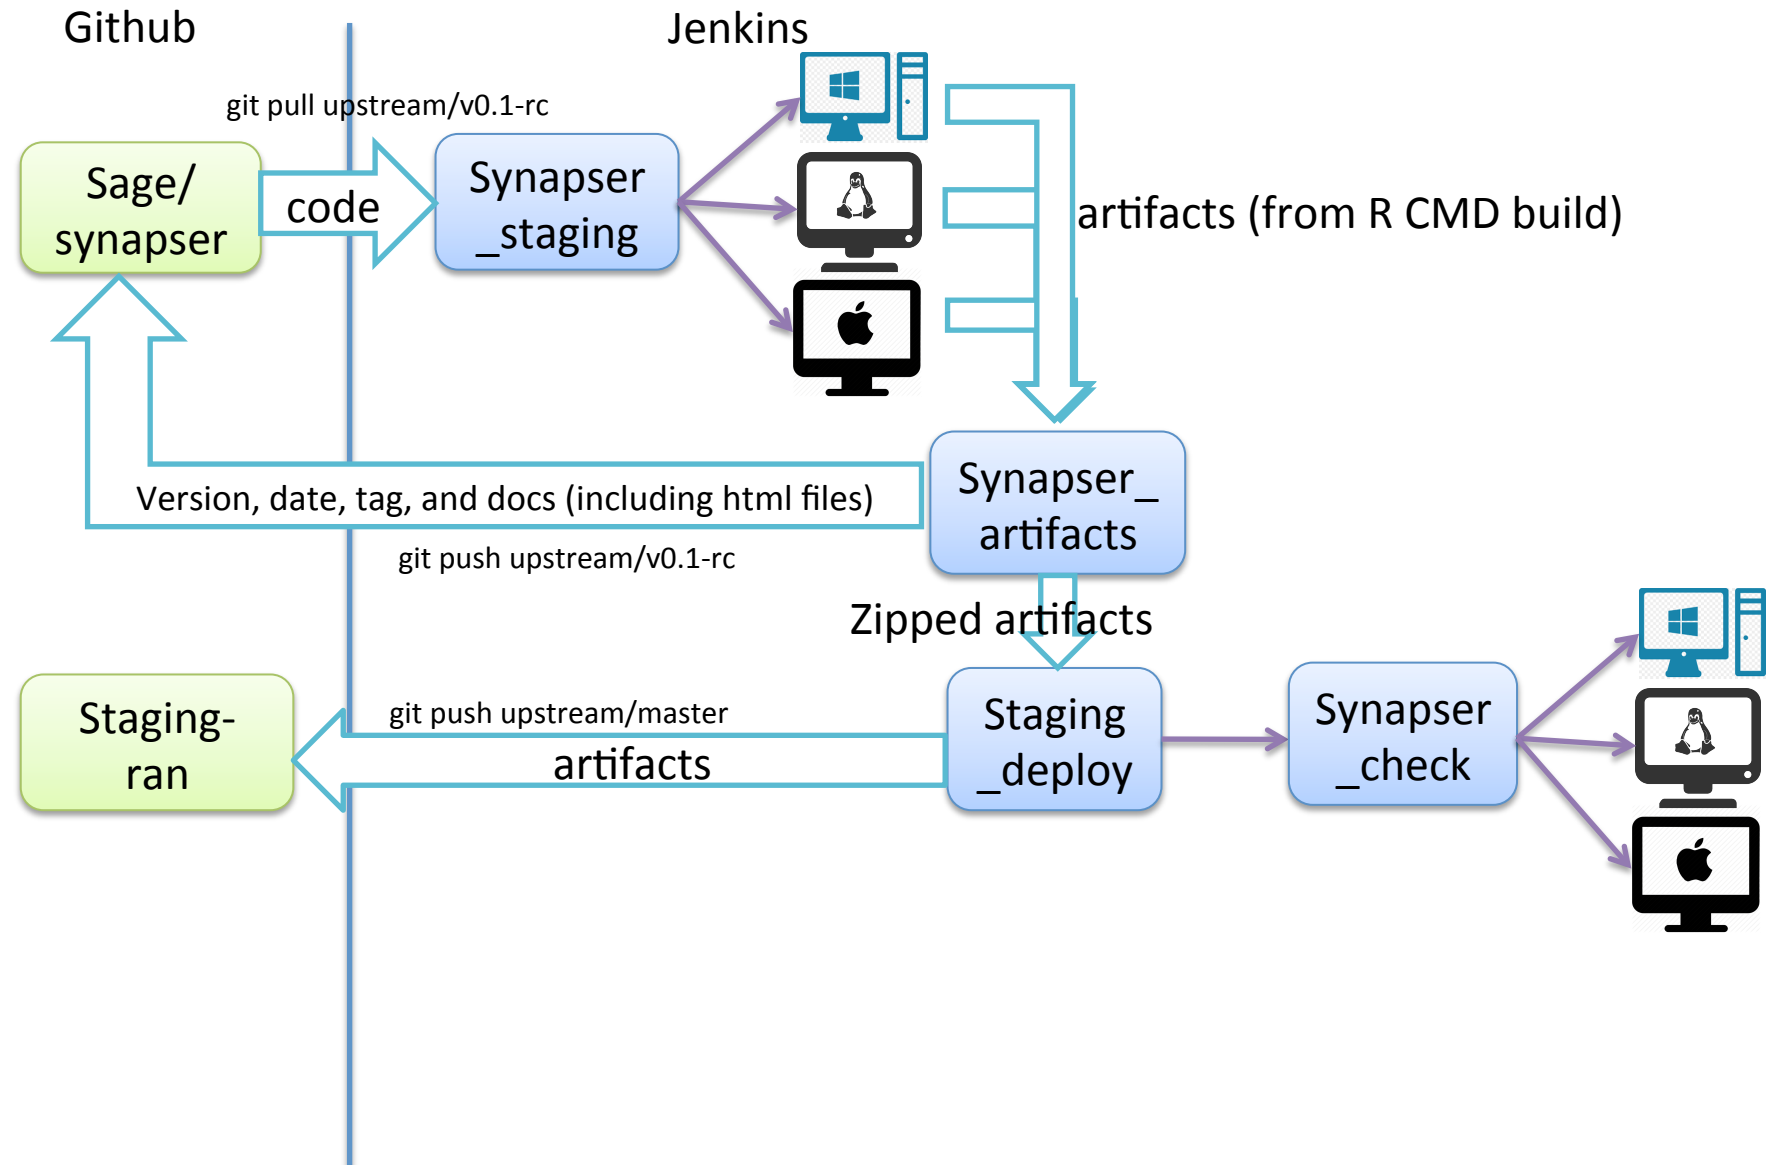 Github
Jenkins
git pull upstream/v0.1-rc
Sage/
synapser
code
Synapser
_staging
artifacts (from R CMD build)
Synapser_
artifacts
Version, date, tag, and docs (including html files)
git push upstream/v0.1-rc
Zipped artifacts
Staging-
ran
git push upstream/master
artifacts
Staging
_deploy
Synapser
_check